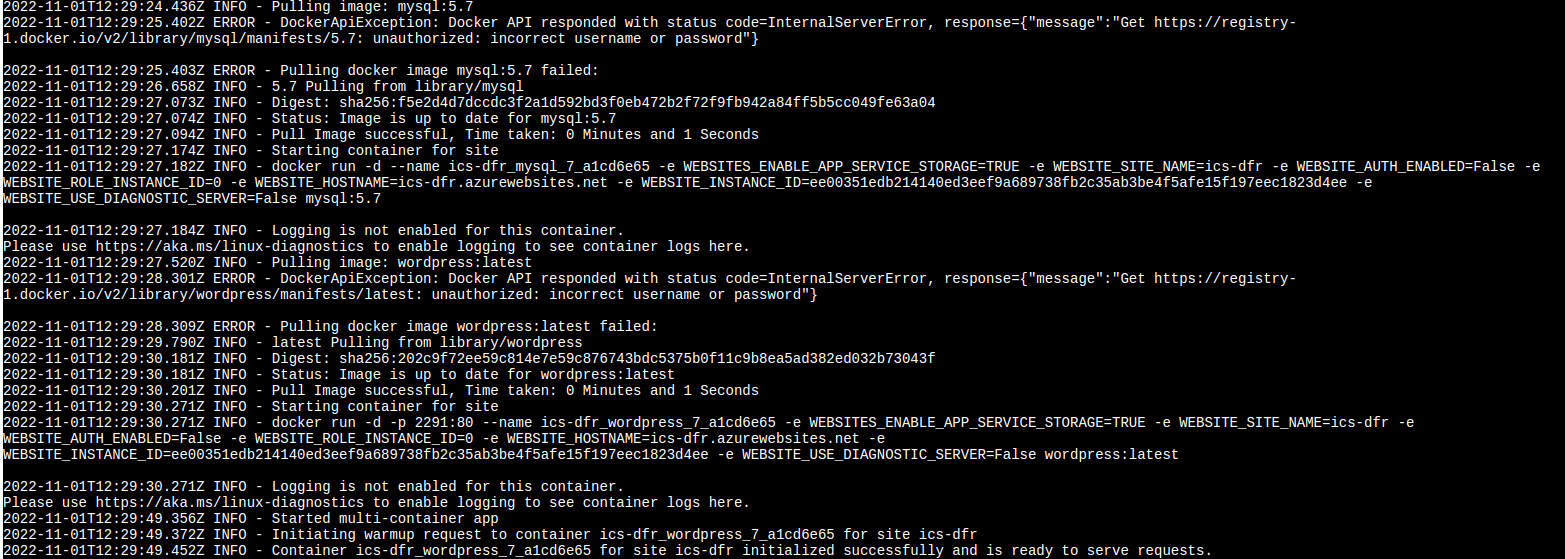 2022-11-01T12:29:24.436Z INFO - Pulling image: mysql:5.7
2022-11-01T12:29:25.402Z ERROR - DockerApiException: Docker API responded with status code=InternalServerError, response={"message":"Get https://registry-
1.docker.io/v2/library/mysql/manifests/5.7: unauthorized: incorrect username or password"}
2022-11-01T12:29:25.403Z ERROR - Pulling docker image mysql:5.7 failed:
2022-11-01T12:29:26.658Z INFO - 5.7 Pulling from library/mysql
2022-11-01T12:29:27.073Z INFO - Digest: sha256:f5e2d4d7dccdc3f2a1d592bd3f0eb472b2f72f9fb942a84ff5b5cc049fe63a04
2022-11-01T12:29:27.074Z INFO - Status: Image is up to date for mysql:5.7
2022-11-01T12:29:27.094Z INFO - Pull Image successful, Time taken: 0 Minutes and 1 Seconds
2022-11-01T12:29:27.174Z INFO - Starting container for site
2022-11-01T12:29:27.182Z INFO - docker run -d --name ics-dfr_mysql_7_a1cd6e65 -e WEBSITES_ENABLE_APP_SERVICE_STORAGE=TRUE -e WEBSITE_SITE_NAME=ics-dfr -e WEBSITE_AUTH_ENABLED=False -e
WEBSITE_ROLE_INSTANCE_ID=0 -e WEBSITE_HOSTNAME=ics-dfr.azurewebsites.net -e WEBSITE_INSTANCE_ID=ee00351edb214140ed3eef9a689738fb2c35ab3be4f5afe15f197eec1823d4ee -e
WEBSITE_USE_DIAGNOSTIC_SERVER=False mysql:5.7
2022-11-01T12:29:27.184Z INFO - Logging is not enabled for this container.
Please use https://aka.ms/linux-diagnostics to enable logging to see container logs here.
2022-11-01T12:29:27.520Z INFO - Pulling image: wordpress:latest
2022-11-01T12:29:28.301Z ERROR - DockerApiException: Docker API responded with status code=InternalServerError, response={"message":"Get https://registry-
1.docker.io/v2/library/wordpress/manifests/latest: unauthorized: incorrect username or password"}
2022-11-01T12:29:28.309Z ERROR - Pulling docker image wordpress:latest failed:
2022-11-01T12:29:29.790Z INFO - latest Pulling from library/wordpress
2022-11-01T12:29:30.181Z INFO - Digest: sha256:202c9f72ee59c814e7e59c876743bdc5375b0f11c9b8ea5ad382ed032b73043f
2022-11-01T12:29:30.181Z INFO - Status: Image is up to date for wordpress:latest
2022-11-01T12:29:30.201Z INFO - Pull Image successful, Time taken: 0 Minutes and 1 Seconds
2022-11-01T12:29:30.271Z INFO - Starting container for site
2022-11-01T12:29:30.271Z INFO - docker run -d -p 2291:80 --name ics-dfr_wordpress_7_a1cd6e65 -e WEBSITES_ENABLE_APP_SERVICE_STORAGE=TRUE -e WEBSITE_SITE_NAME=ics-dfr -e
WEBSITE_AUTH_ENABLED=False -e WEBSITE_ROLE_INSTANCE_ID=0 -e WEBSITE_HOSTNAME=ics-dfr.azurewebsites.net -e
WEBSITE_INSTANCE_ID=ee00351edb214140ed3eef9a689738fb2c35ab3be4f5afe15f197eec1823d4ee -e WEBSITE_USE_DIAGNOSTIC_SERVER=False wordpress:latest
2022-11-01T12:29:30.271Z INFO - Logging is not enabled for this container.
Please use https://aka.ms/linux-diagnostics to enable logging to see container logs here.
2022-11-01T12:29:49.356Z INFO - Started multi-container app
2022-11-01T12:29:49.372Z INFO - Initiating warmup request to container ics-dfr_wordpress_7_a1cd6e65 for site ics-dfr
2022-11-01T12:29:49.452Z INFO - Container ics-dfr_wordpress_7_a1cd6e65 for site ics-dfr initialized successfully and is ready to serve requests.